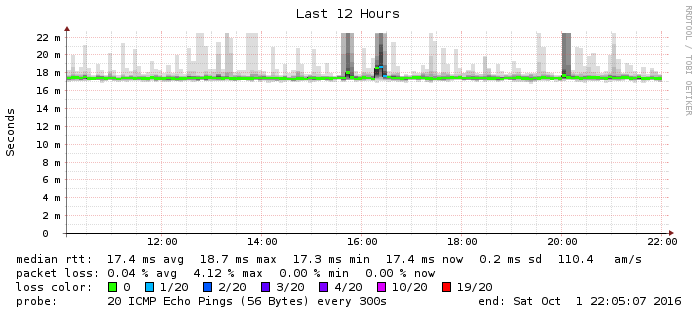 Last 12 Hours
RRDTOOL / TOBI OETIKER
Seconds
22 m
20 m
18 m
16 m
14 m
12 m
10 m
8 m
6 m
4 m
2 m
0
12:00 14:00 16:00 18:00 20:00 22:00
median rtt: 17.4 ms avg 18.7 ms max 17.3 ms min 17.4 ms now 0.2 ms sd 110.4 am/s
packet loss: 0.04 % avg 4.12 % max 0.00 % min 0.00 % now
loss color: 0 1/20 2/20 3/20 4/20 10/20 19/20
probe: 20 ICMP Echo Pings (56 Bytes) every 300s end: Sat Oct 1 22:05:07 2016